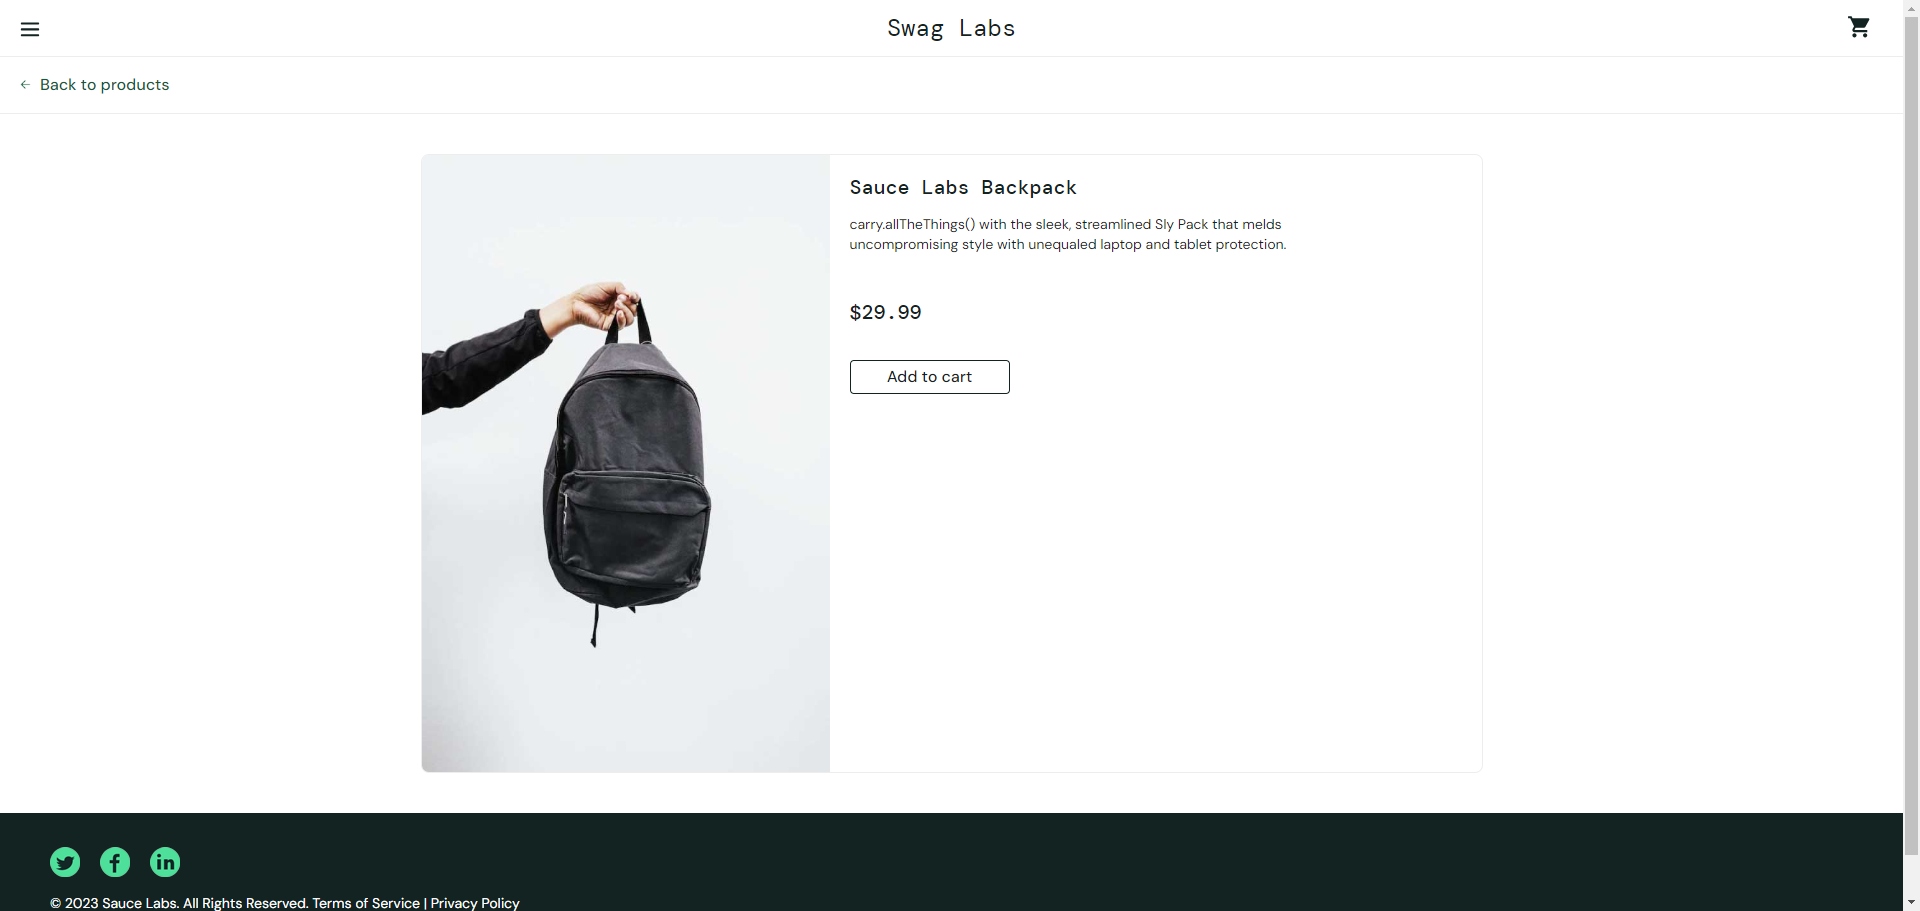 Swag Labs
Back to products
Sauce Labs Backpack
carry.allTheThings() with the sleek, streamlined Sly Pack that melds
uncompromising style with unequaled laptop and tablet protection.
$29.99
Add to cart
© 2023 Sauce Labs. All Rights Reserved. Terms of Service | Privacy Policy